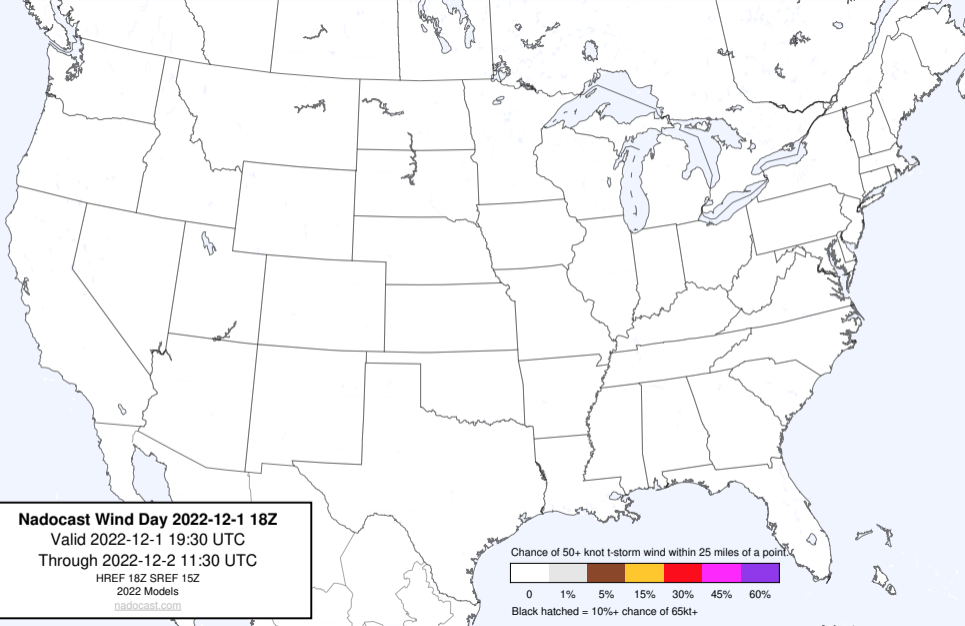 Nadocast Wind Day 2022-12-1 18Z
Valid 2022-12-1 19:30 UTC
Through 2022-12-2 11:30 UTC
HREF 18Z SREF 15Z
2022 Models
nadocast.com
Chance of 50+ knot t-storm wind within 25 miles of a point.
0 1% 5% 15% 30% 45% 60%
Black hatched = 10%+ chance of 65kt+